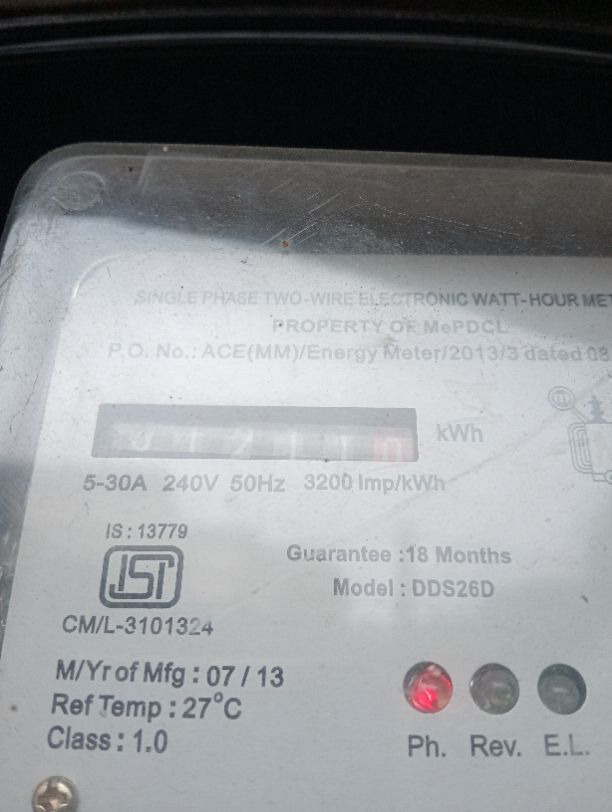 SINGLE PHASE TWO-WIRE ELECTRONIC WATT-HOUR
PROPERTY OF MePDCL
P.O. No.: ACE(MM)/Energy Meter/2013/3 dated 08
kWh
5-30A 240V 50Hz 3200 Imp/kWh
IS : 13779
Guarantee :18 Months
Model : DDS26D
CM/L-3101324
M/Yr of Mfg : 07 / 13
Ref Temp : 27°C
Class : 1.0
Ph. Rev. E.L.